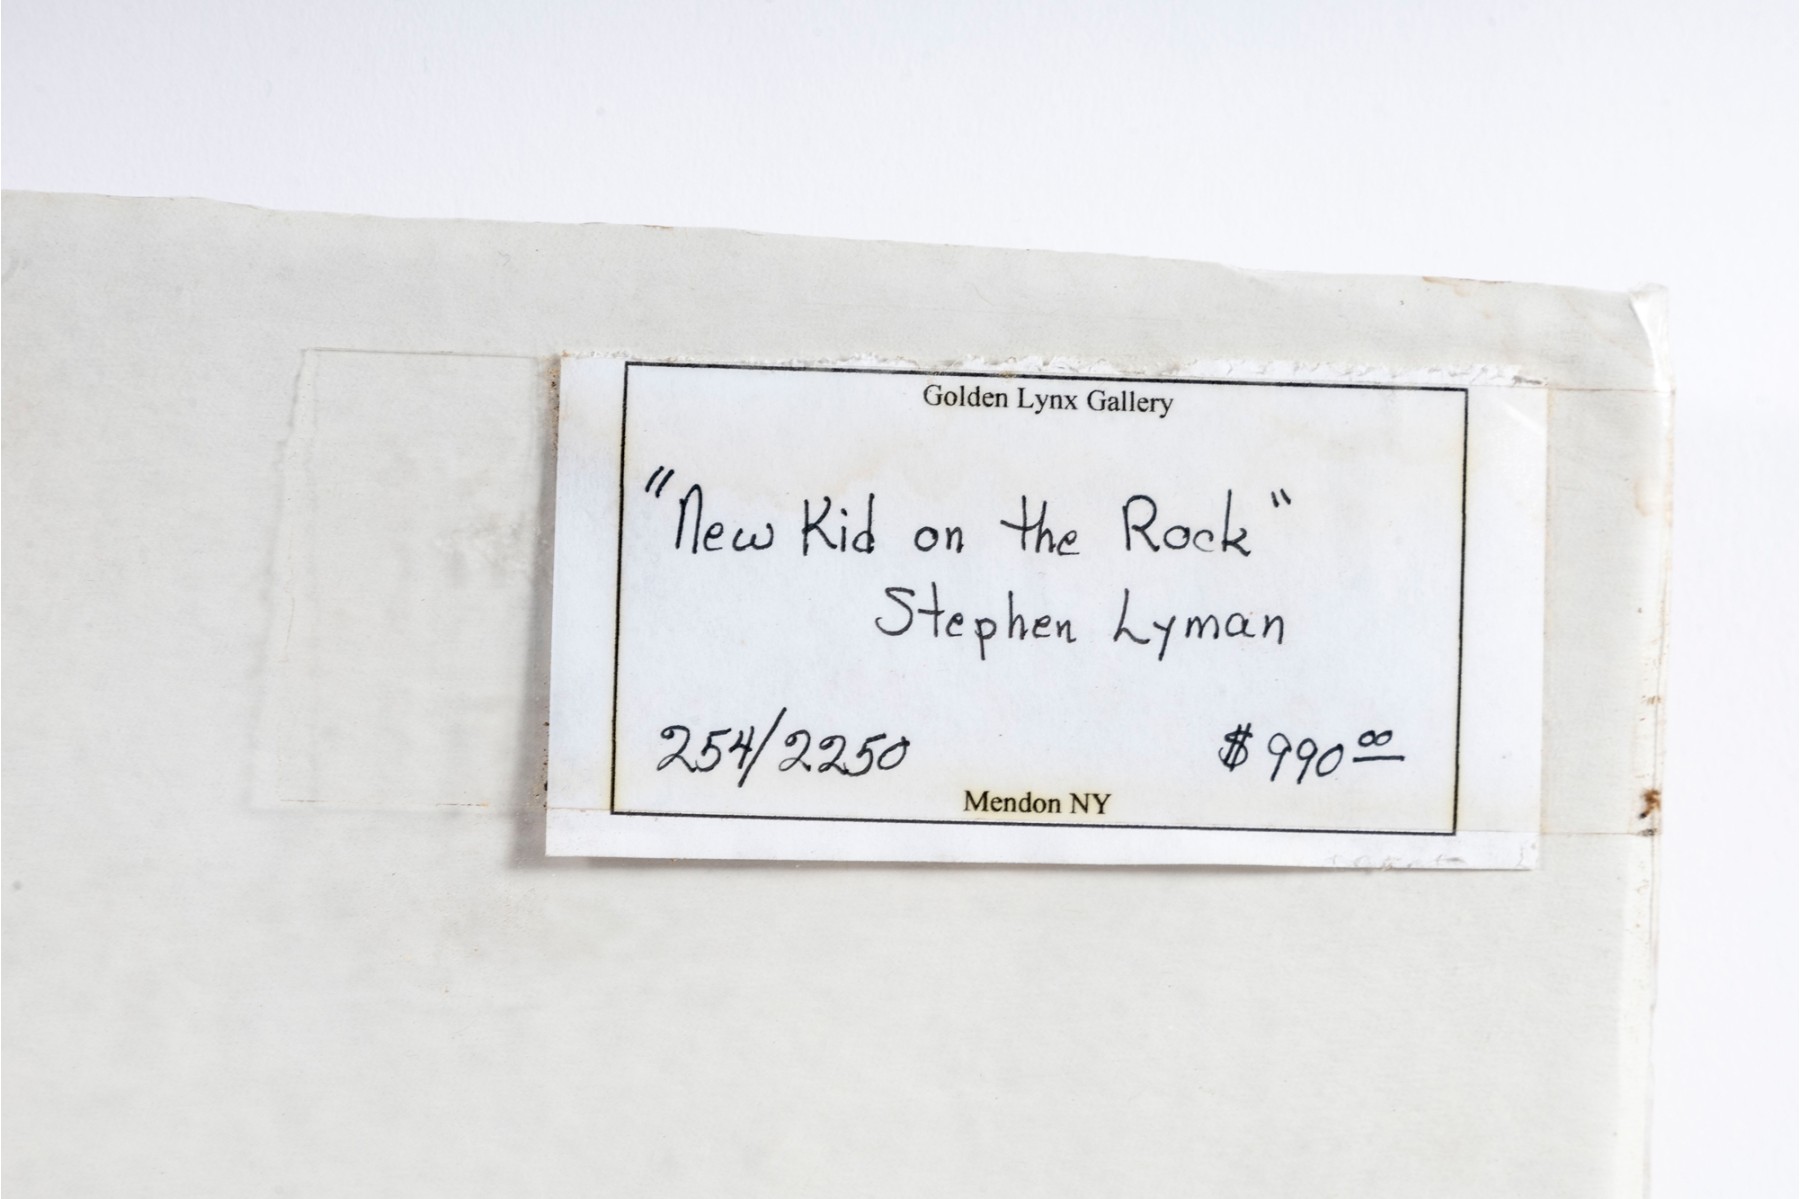 Golden Lynx Gallery
"New Kid on the Rock"
Stephen Lyman
254/2250
$990.00
Mendon NY